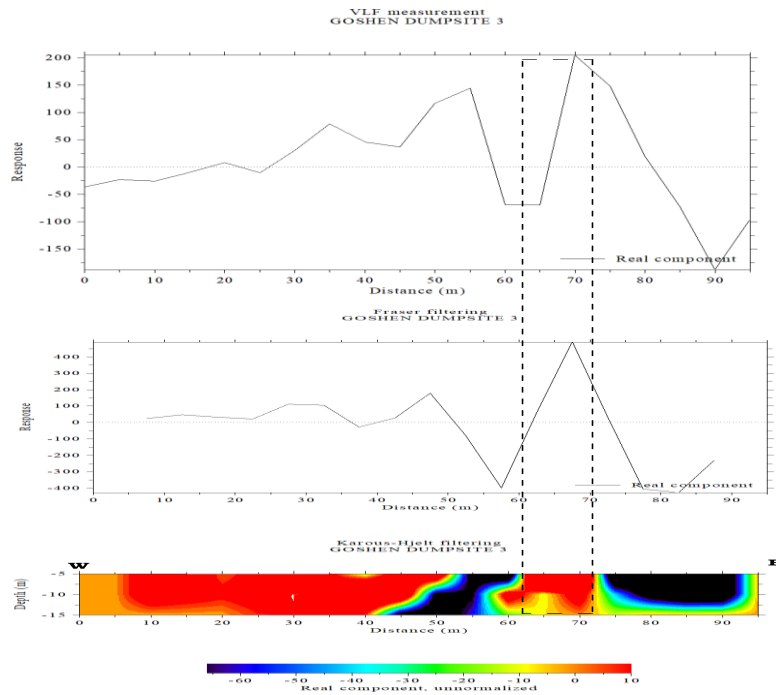 VLF measurement
GOSHEN DUMPSITE 3
200
150
100
50
0
-50
-100
-150
Response
Real component
0 10 20 30 40 50 60 70 80 90
Distance (m)
Fraser filtering
GOSHEN DUMPSITE 3
400
300
200
100
0
-100
-200
-300
-400
Response
Real component
0 10 20 30 40 50 60 70 80 90
Distance (m)
Karous-Hjelt filtering
GOSHEN DUMPSITE 3
W
-5
-10
-15
Depth (m)
0 10 20 30 40 50 60 70 80 90
Distance (m)
-60 -50 -40 -30 -20 -10 0 10
Real component, unnormalized